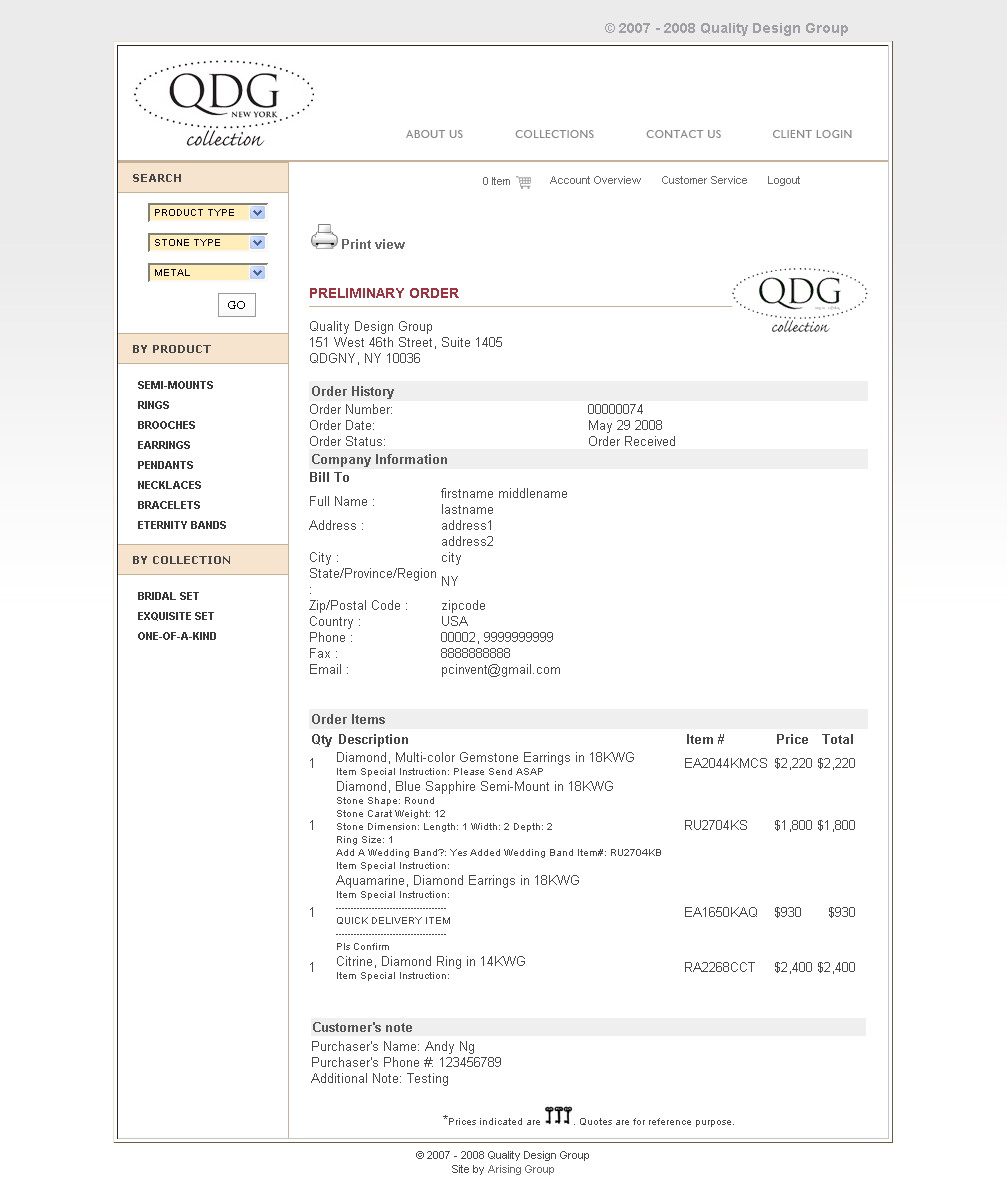 © 2007 - 2008 Quality Design Group
QDG
NEW YORK
collection
ABOUT US COLLECTIONS CONTACT US CLIENT LOGIN
SEARCH
PRODUCT TYPE
STONE TYPE
METAL
GO
BY PRODUCT
SEMI-MOUNTS
RINGS
BROOCHES
EARRINGS
PENDANTS
NECKLACES
BRACELETS
ETERNITY BANDS
BY COLLECTION
BRIDAL SET
EXQUISITE SET
ONE-OF-A-KIND
0 Item Account Overview Customer Service Logout
Print view
PRELIMINARY ORDER
QDG
NEW YORK
collection
Quality Design Group
151 West 46th Street, Suite 1405
QDGNY, NY 10036
Order History
Order Number: 00000074
Order Date: May 29 2008
Order Status: Order Received
Company Information
Bill To
Full Name : firstname middlename
lastname
Address : address1
address2
City : city
State/Province/Region
: NY
Zip/Postal Code : zipcode
Country : USA
Phone : 00002, 9999999999
Fax : 8888888888
Email : pcinvent@gmail.com
Order Items
Qty Description Item # Price Total
1 Diamond, Multi-color Gemstone Earrings in 18KWG EA2044KMCS $2,220 $2,220
Item Special Instruction: Please Send ASAP
Diamond, Blue Sapphire Semi-Mount in 18KWG
Stone Shape: Round
Stone Carat Weight: 12
1 Stone Dimension: Length: 1 Width: 2 Depth: 2 RU2704KS $1,800 $1,800
Ring Size: 1
Add A Wedding Band?: Yes Added Wedding Band Item#: RU2704KB
Item Special Instruction:
Aquamarine, Diamond Earrings in 18KWG
Item Special Instruction:
-------------------------------------
1 QUICK DELIVERY ITEM EA1650KAQ $930 $930
-------------------------------------
Pls Confirm
1 Citrine, Diamond Ring in 14KWG RA2268CCT $2,400 $2,400
Item Special Instruction:
Customer's note
Purchaser's Name: Andy Ng
Purchaser's Phone #: 123456789
Additional Note: Testing
*Prices indicated are . Quotes are for reference purpose.
© 2007 - 2008 Quality Design Group
Site by Arising Group